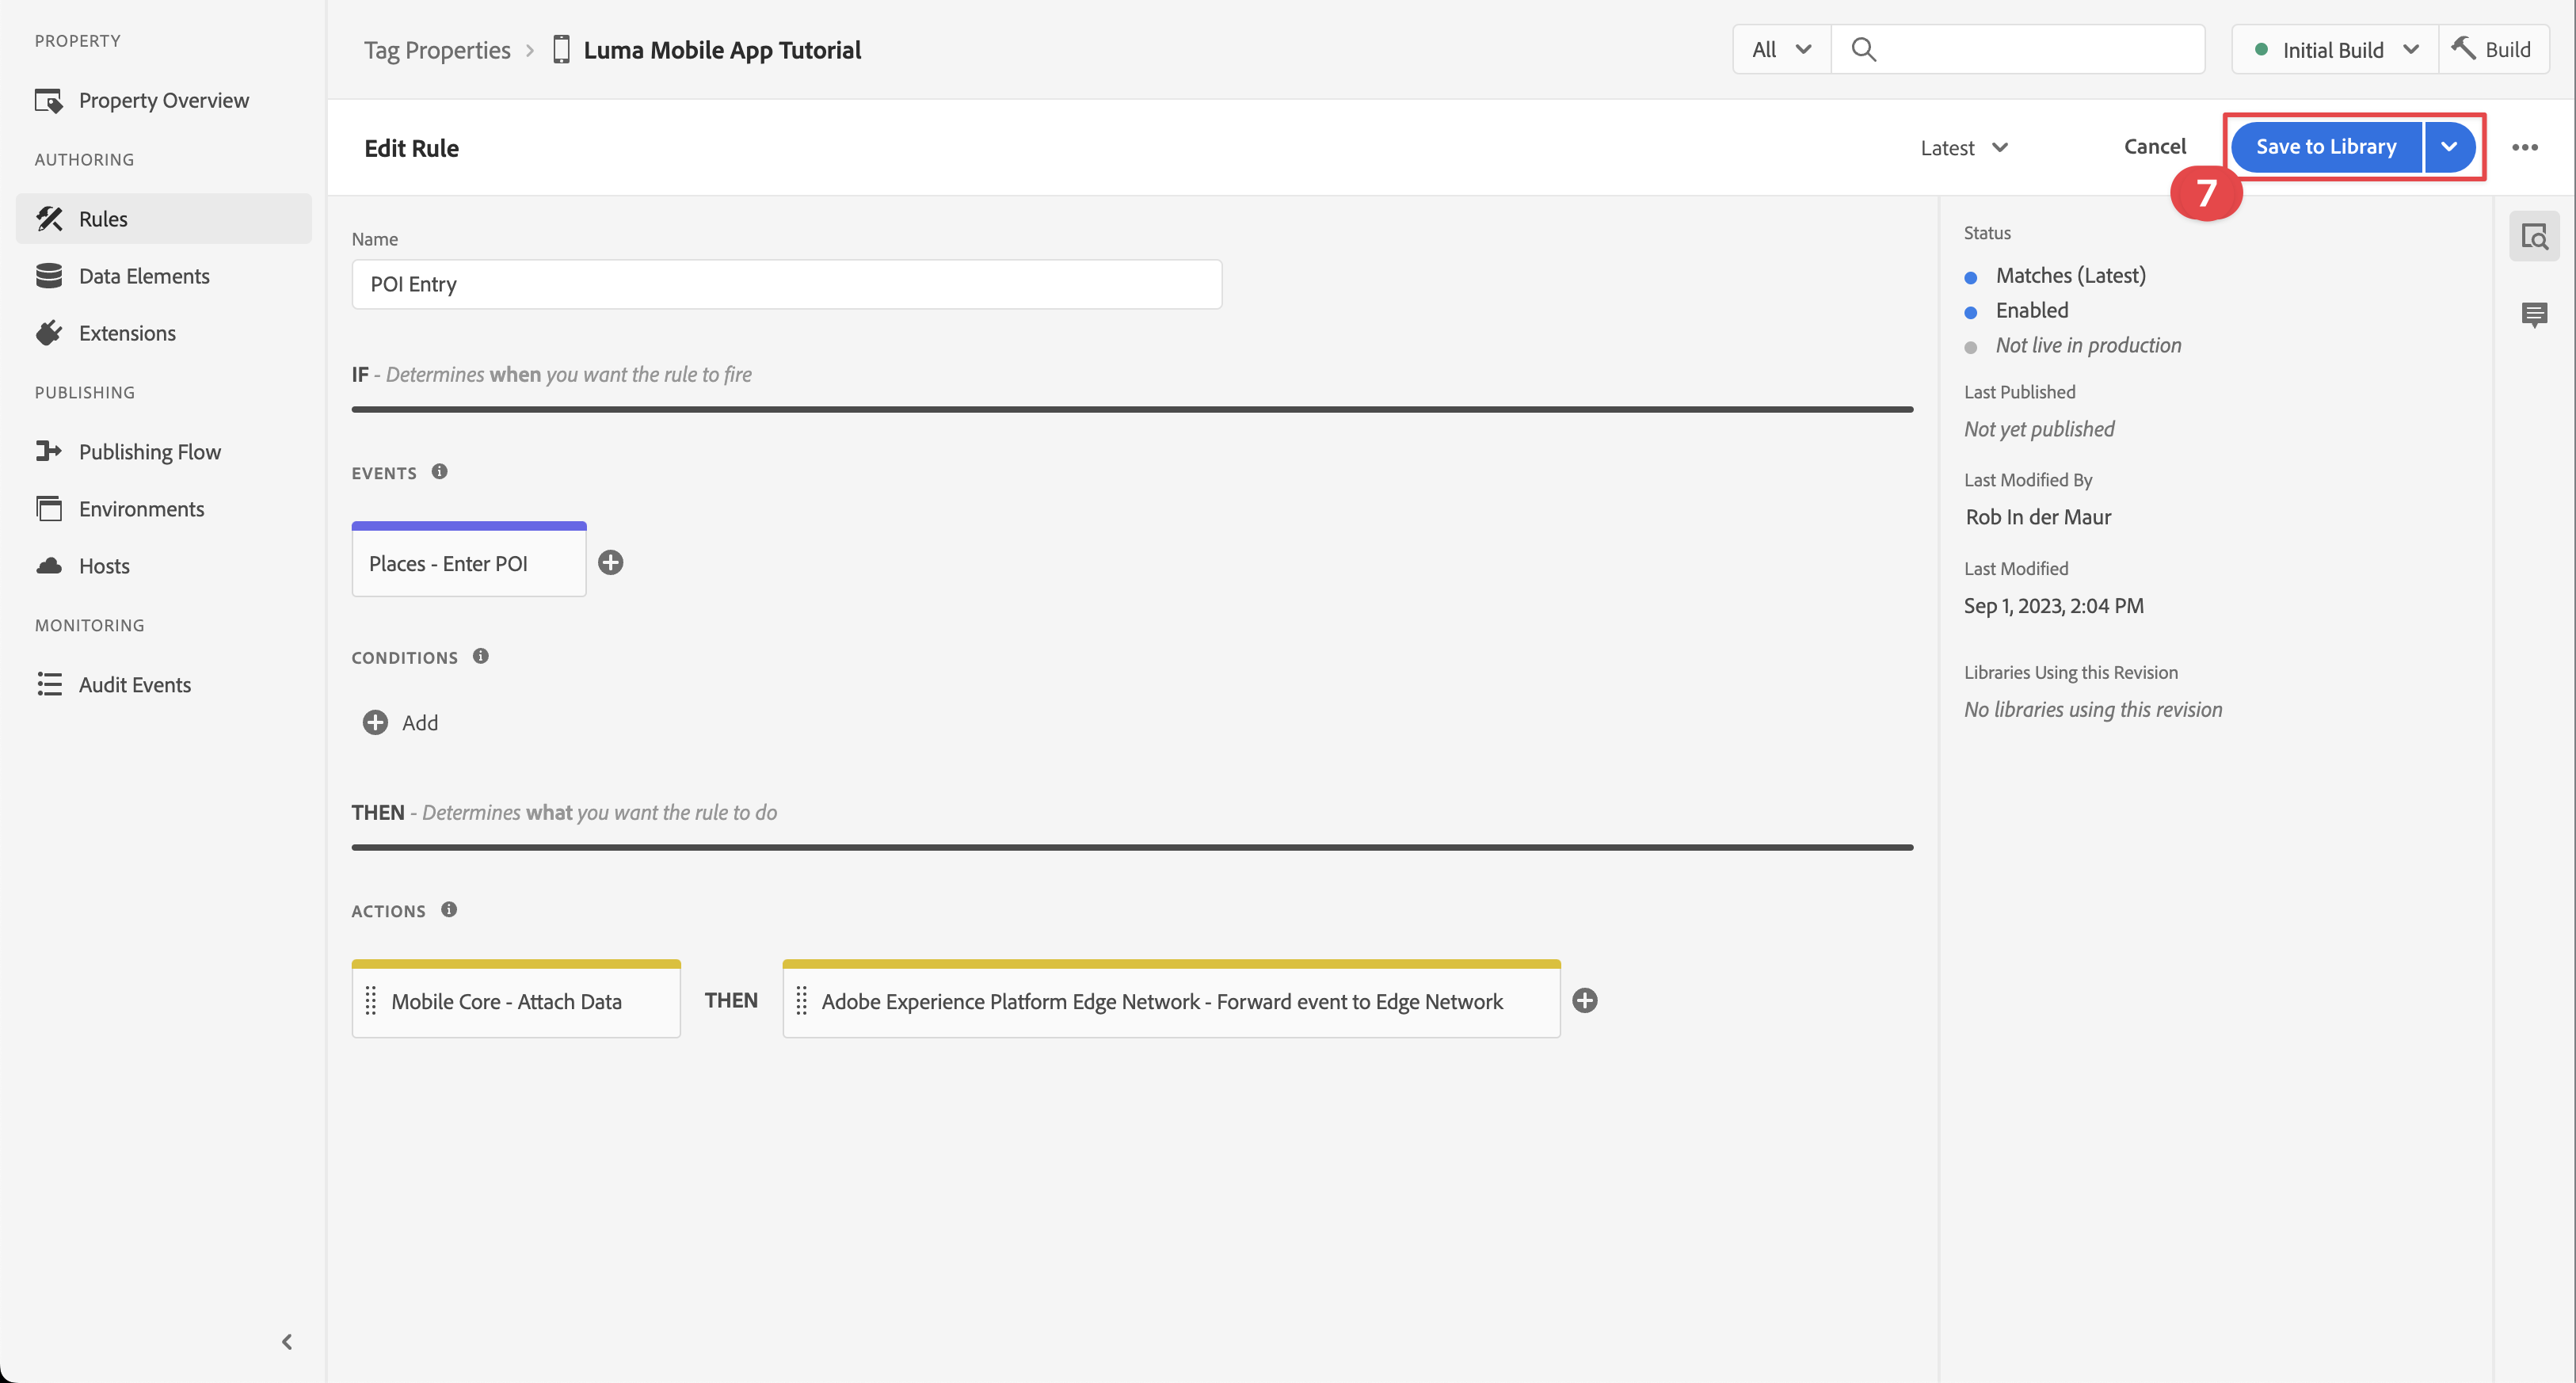 PROPERTY
Property Overview
AUTHORING
Rules
Data Elements
Extensions
PUBLISHING
Publishing Flow
Environments
Hosts
MONITORING
Audit Events
Tag Properties > Luma Mobile App Tutorial
All
Initial Build
Build
Edit Rule
Latest
Cancel
Save to Library
7
Name
POI Entry
IF - Determines when you want the rule to fire
EVENTS
Places - Enter POI
CONDITIONS
Add
THEN - Determines what you want the rule to do
ACTIONS
Mobile Core - Attach Data
THEN
Adobe Experience Platform Edge Network - Forward event to Edge Network
Status
Matches (Latest)
Enabled
Not live in production
Last Published
Not yet published
Last Modified By
Rob In der Maur
Last Modified
Sep 1, 2023, 2:04 PM
Libraries Using this Revision
No libraries using this revision